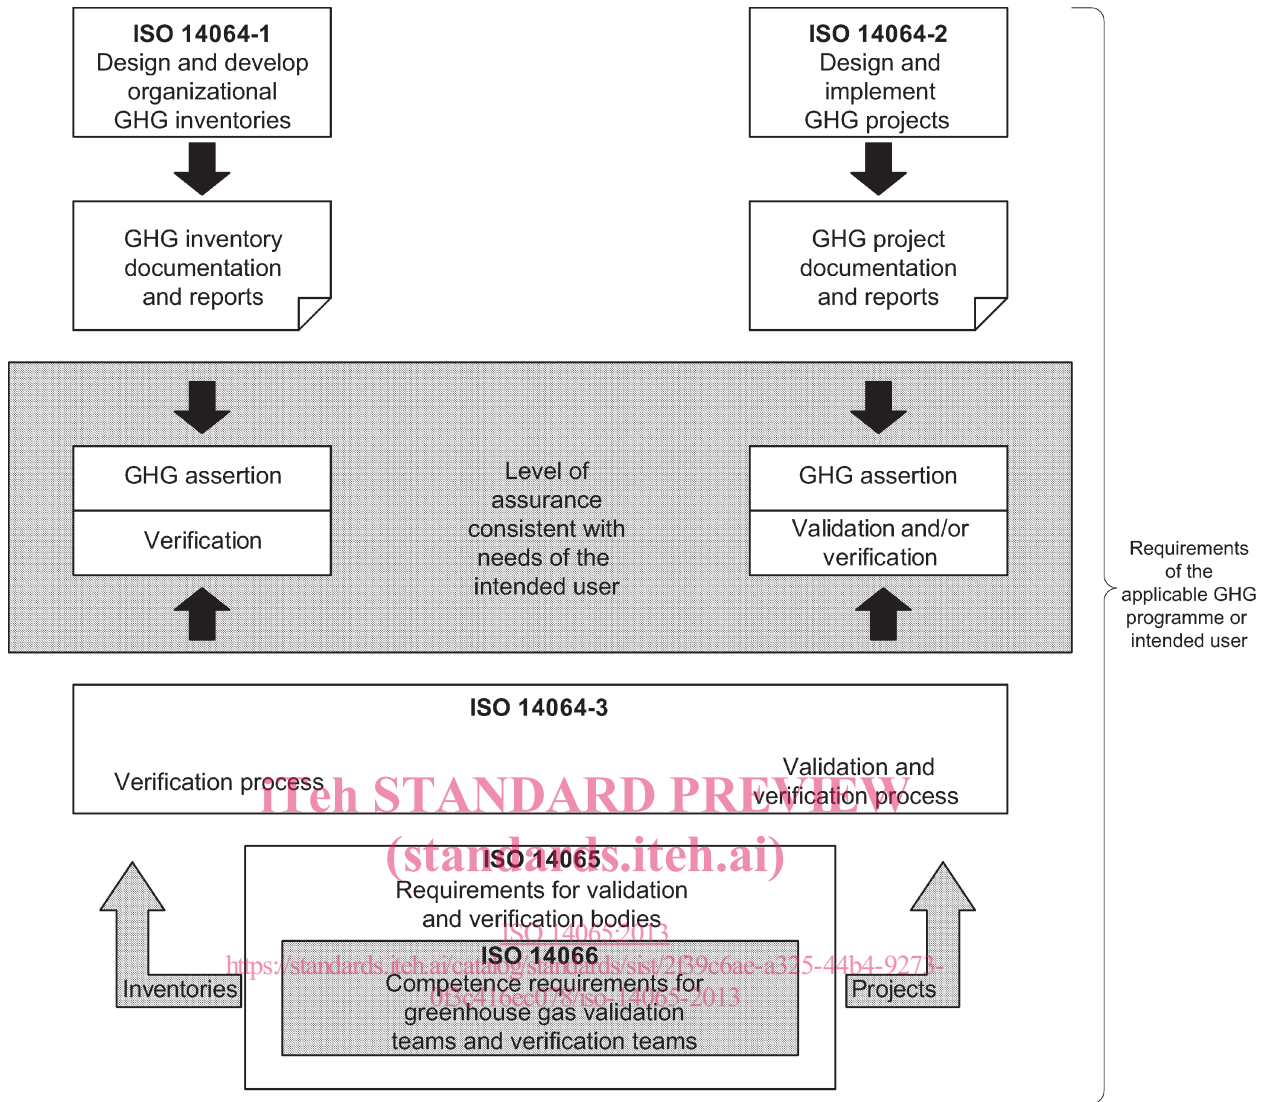 ISO 14064-1
Design and develop
organizational
GHG inventories
ISO 14064-2
Design and
implement
GHG projects
GHG inventory
documentation
and reports
GHG project
documentation
and reports
GHG assertion
Verification
Level of
assurance
consistent with
needs of the
intended user
GHG assertion
Validation and/or
verification
Requirements
of the
applicable GHG
programme or
intended user
ISO 14064-3
Verification process
Validation and
verification process
iTeh STANDARD PREVIEW
(standards.iteh.ai)
ISO 14065
Requirements for validation
and verification bodies
ISO 14065:2013
https://standards.iteh.ai/catalog/standards/sist/2f39c6ae-a325-44b4-9273-
0f3c416ec078/iso-14065-2013
ISO 14066
Competence requirements for
greenhouse gas validation
teams and verification teams
Inventories
Projects